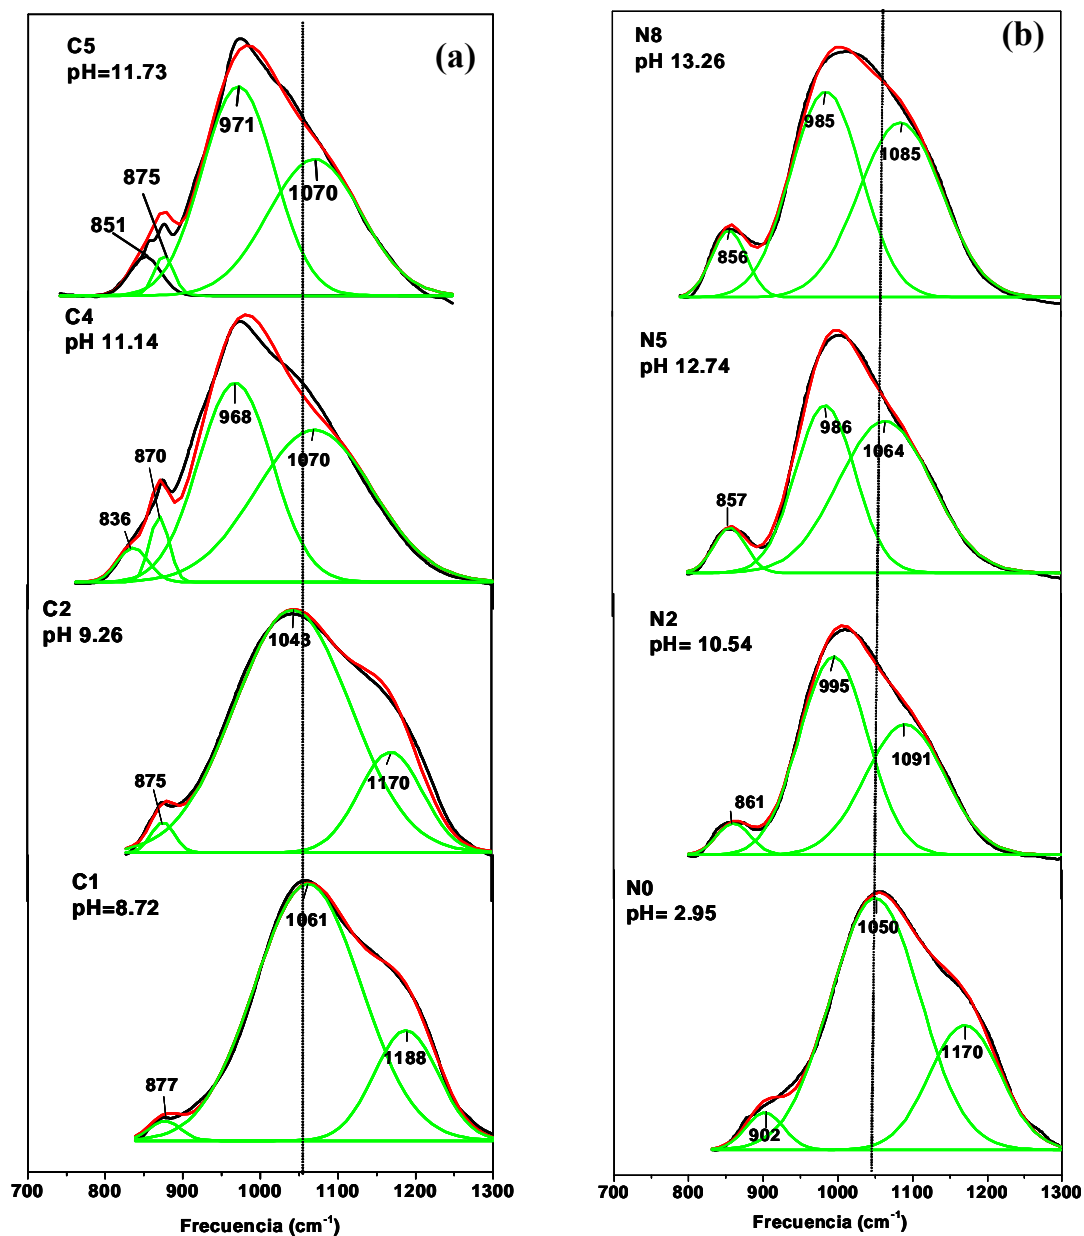 (a)
C5
pH=11.73
971
875
851
1070
C4
pH 11.14
968
870
836
1070
C2
pH 9.26
1043
875
1170
C1
pH=8.72
1061
877
1188
700 800 900 1000 1100 1200 1300
Frecuencia (cm-1)
(b)
N8
pH 13.26
985
1085
856
N5
pH 12.74
986
1064
857
N2
pH= 10.54
995
1091
861
N0
pH= 2.95
1050
1170
902
700 800 900 1000 1100 1200 1300
Frecuencia (cm-1)